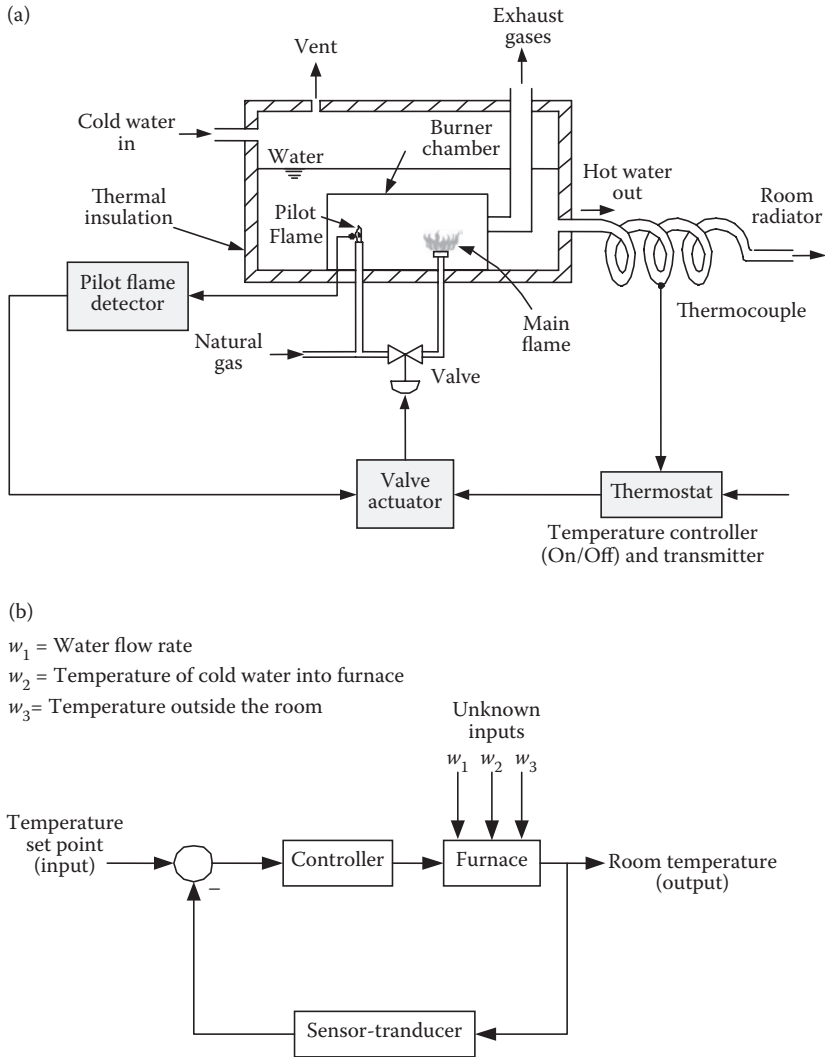 (a)
Exhaust
gases
Vent
Cold water
in
Burner
chamber
Water
Hot water
out
Thermal
insulation
Pilot
Flame
Room
radiator
Pilot flame
detector
Main
flame
Thermocouple
Natural
gas
Valve
Valve
actuator
Thermostat
Temperature controller
(On/Off) and transmitter
(b)
w1 = Water flow rate
w2 = Temperature of cold water into furnace
w3= Temperature outside the room
Unknown
inputs
w1 w2 w3
Temperature
set point
(input)
Controller
Furnace
Room temperature
(output)
–
Sensor-tranducer